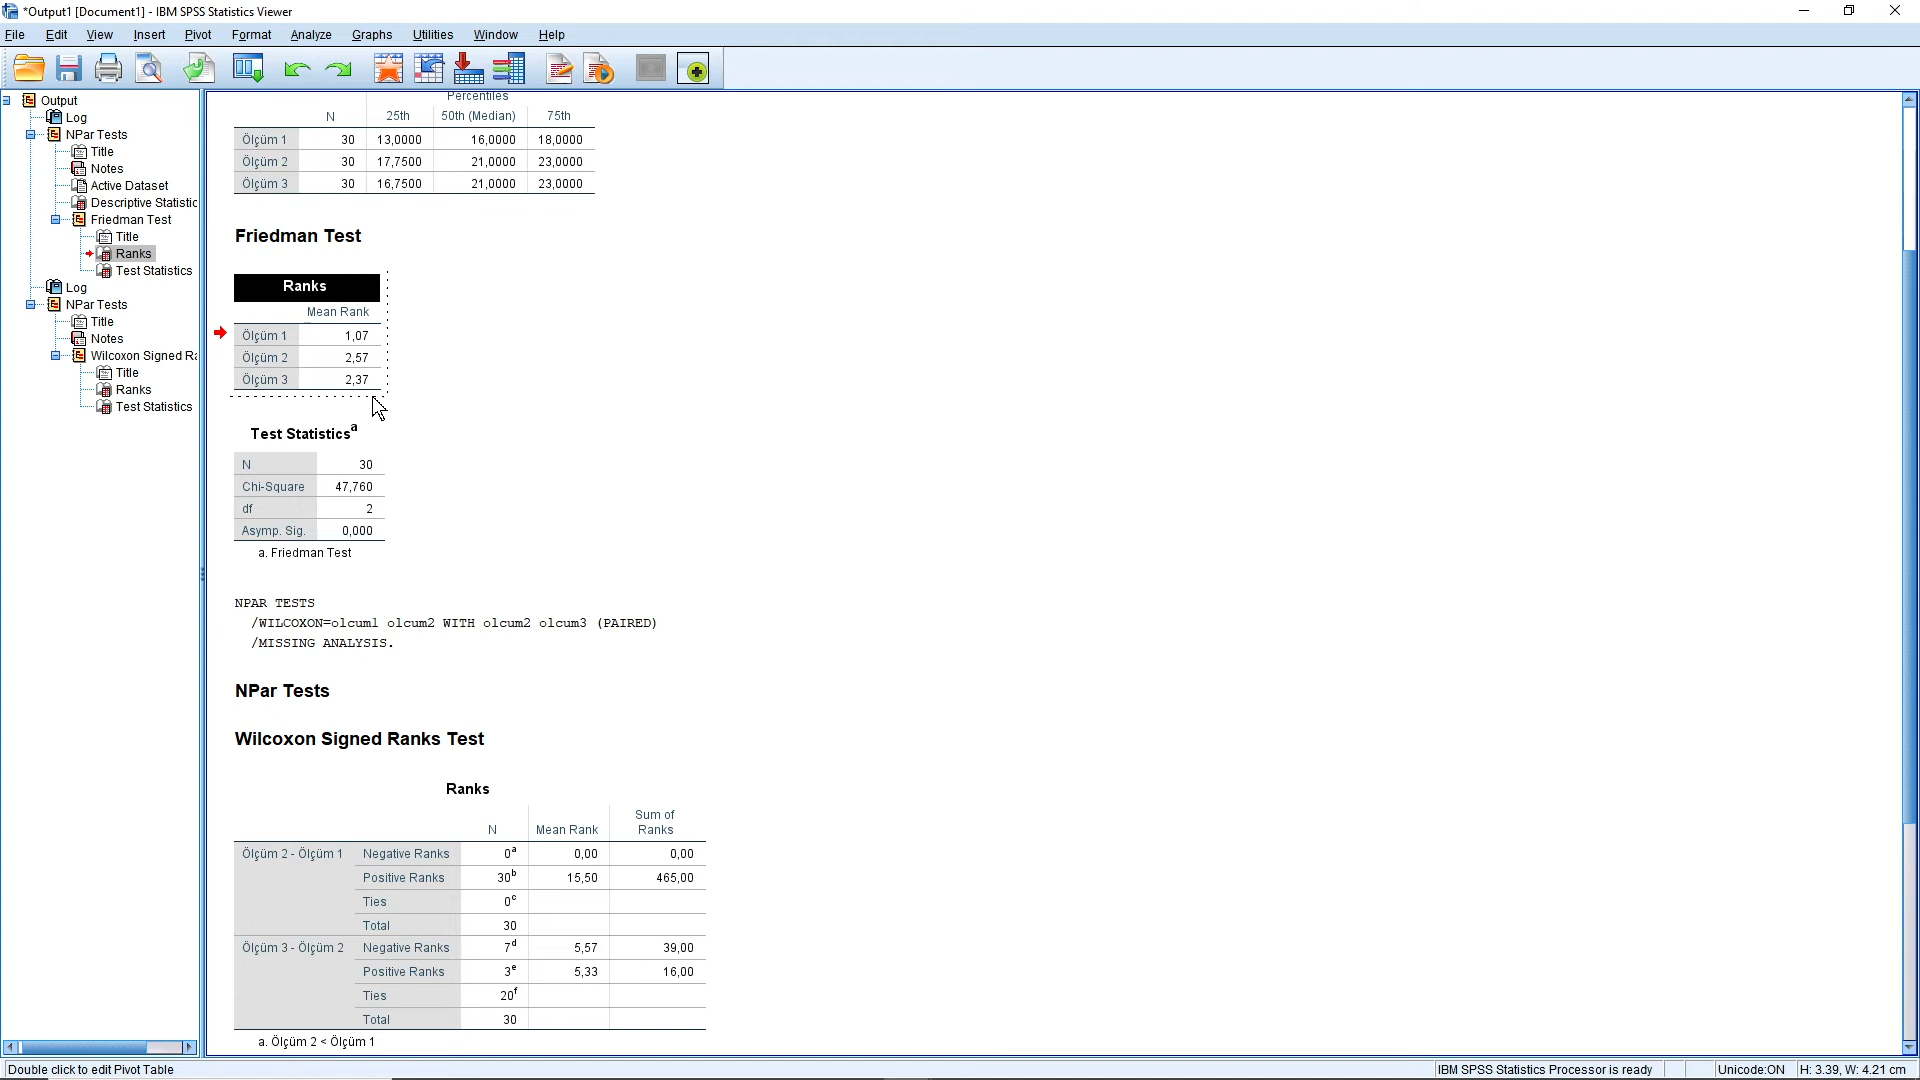 *Output1 [Document1] - IBM SPSS Statistics Viewer
File Edit View Insert Pivot Format Analyze Graphs Utilities Window Help
Output
Log
NPar Tests
Title
Notes
Active Dataset
Descriptive Statistic
Friedman Test
Title
Ranks
Test Statistics
Log
NPar Tests
Title
Notes
Wilcoxon Signed Ra
Title
Ranks
Test Statistics
Percentiles
N 25th 50th (Median) 75th
Ölçüm 1 30 13,0000 16,0000 18,0000
Ölçüm 2 30 17,7500 21,0000 23,0000
Ölçüm 3 30 16,7500 21,0000 23,0000
Friedman Test
Ranks
Mean Rank
Ölçüm 1 1,07
Ölçüm 2 2,57
Ölçüm 3 2,37
Test Statistics a
N 30
Chi-Square 47,760
df 2
Asymp. Sig. 0,000
a. Friedman Test
NPAR TESTS
/WILCOXON=olcum1 olcum2 WITH olcum2 olcum3 (PAIRED)
/MISSING ANALYSIS.
NPar Tests
Wilcoxon Signed Ranks Test
Ranks
N Mean Rank Sum of Ranks
Ölçüm 2 - Ölçüm 1 Negative Ranks 0a 0,00 0,00
Positive Ranks 30b 15,50 465,00
Ties 0c
Total 30
Ölçüm 3 - Ölçüm 2 Negative Ranks 7d 5,57 39,00
Positive Ranks 3e 5,33 16,00
Ties 20f
Total 30
a. Ölçüm 2 < Ölçüm 1
Double click to edit Pivot Table
IBM SPSS Statistics Processor is ready
Unicode:ON
H: 3.39, W: 4.21 cm